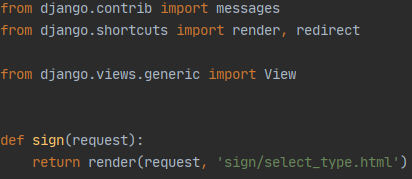 from django.contrib import messages
from django.shortcuts import render, redirect
from django.views.generic import View
def sign(request):
    return render(request, 'sign/select_type.html')